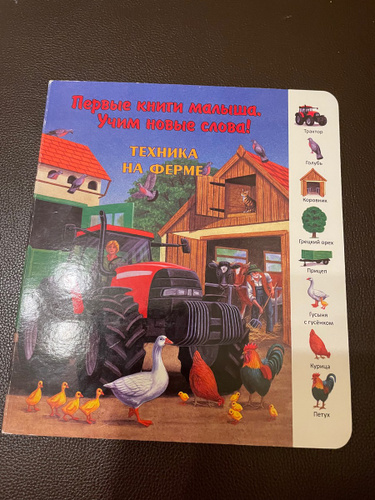 Первые книги малыша.
Учим новые слова!
ТЕХНИКА
НА ФЕРМЕ
Трактор
Голубь
Коровник
Грецкий орех
Прицеп
Гусыня
с гусёнком
Курица
Петух